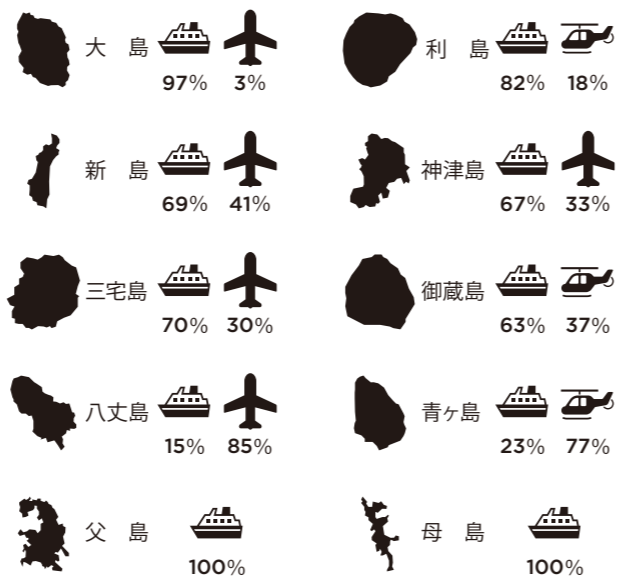 大　島
97% 3%
利　島
82% 18%
新　島
69% 41%
神津島
67% 33%
三宅島
70% 30%
御蔵島
63% 37%
八丈島
15% 85%
青ヶ島
23% 77%
父　島
100%
母　島
100%